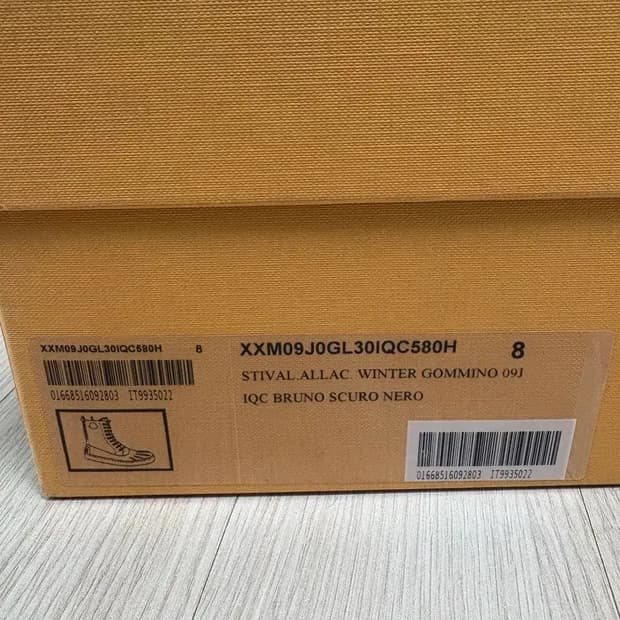 XXM09J0GL30IQC580H 8
01668516092803 IT9935022
XXM09J0GL30IQC580H 8
STIVAL.ALLAC. WINTER GOMMINO 09J
IQC BRUNO SCURO NERO
01668516092803 IT9935022